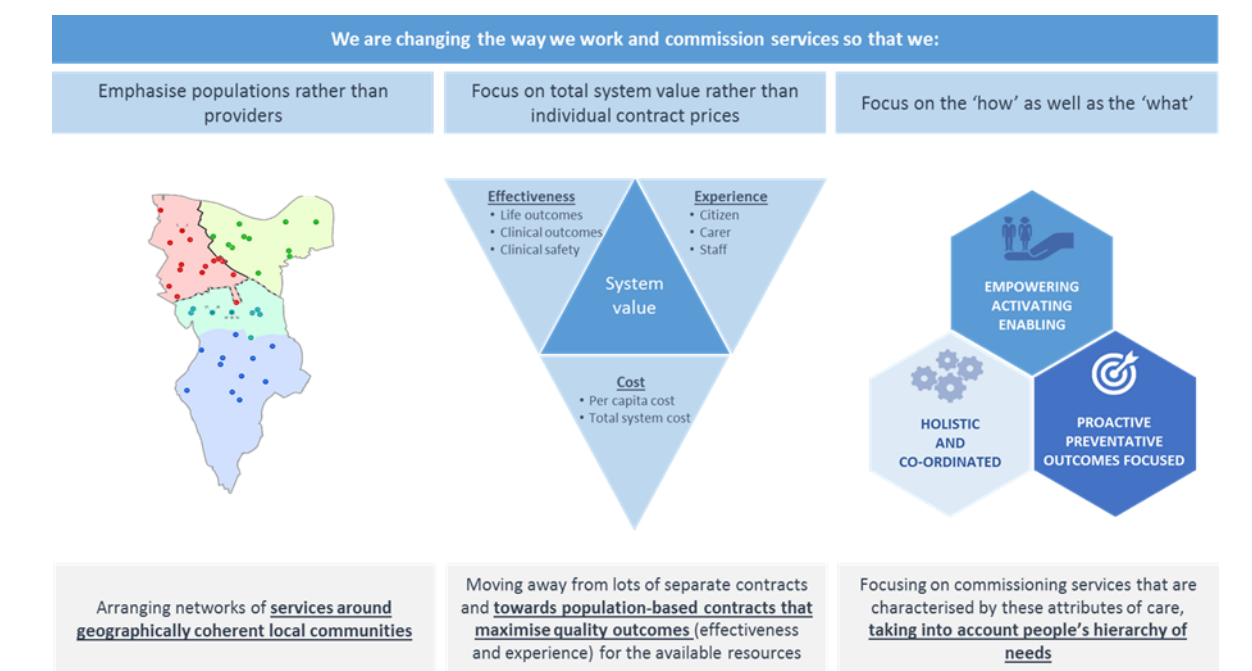 We are changing the way we work and commission services so that we:
Emphasise populations rather than
providers
Focus on total system value rather than
individual contract prices
Focus on the ‘how’ as well as the ‘what’
Effectiveness
• Life outcomes
• Clinical outcomes
• Clinical safety
Experience
• Citizen
• Carer
• Staff
System
value
Cost
• Per capita cost
• Total system cost
EMPOWERING
ACTIVATING
ENABLING
HOLISTIC
AND
CO-ORDINATED
PROACTIVE
PREVENTATIVE
OUTCOMES FOCUSED
Arranging networks of services around
geographically coherent local communities
Moving away from lots of separate contracts
and towards population-based contracts that
maximise quality outcomes (effectiveness
and experience) for the available resources
Focusing on commissioning services that are
characterised by these attributes of care,
taking into account people’s hierarchy of
needs